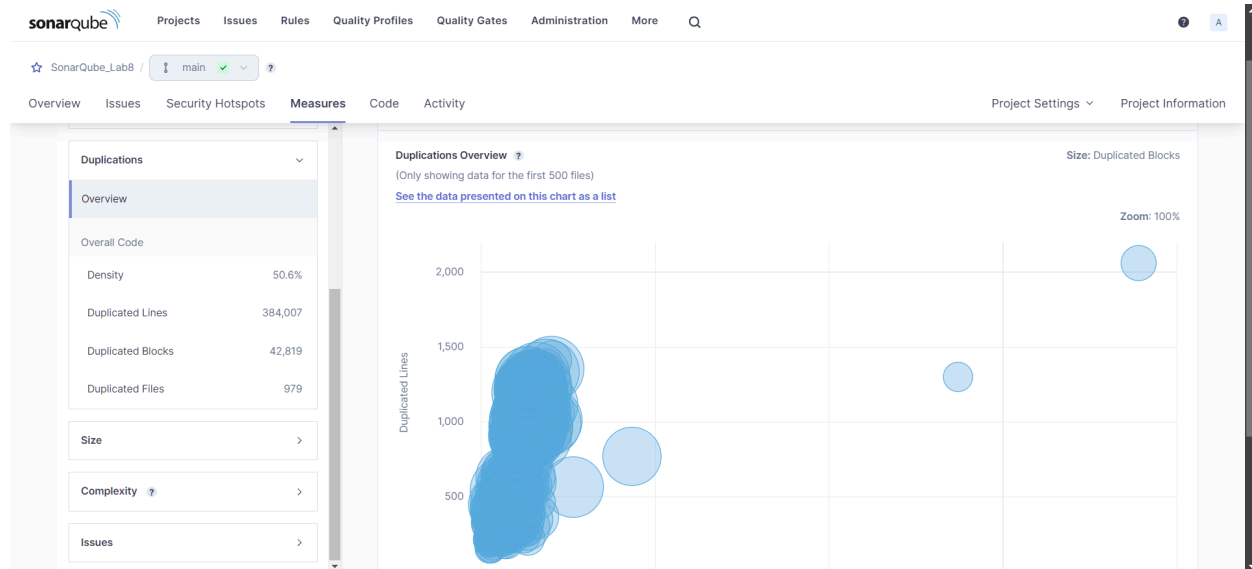 sonarqube Projects Issues Rules Quality Profiles Quality Gates Administration More ? A
SonarQube_Lab8 / main ?
Overview Issues Security Hotspots Measures Code Activity Project Settings Project Information
Duplications
Overview
Overall Code
Density 50.6%
Duplicated Lines 384,007
Duplicated Blocks 42,819
Duplicated Files 979
Size
Complexity ?
Issues
Duplications Overview ? Size: Duplicated Blocks
(Only showing data for the first 500 files)
See the data presented on this chart as a list
Zoom: 100%
2,000
1,500
1,000
500
Duplicated Lines